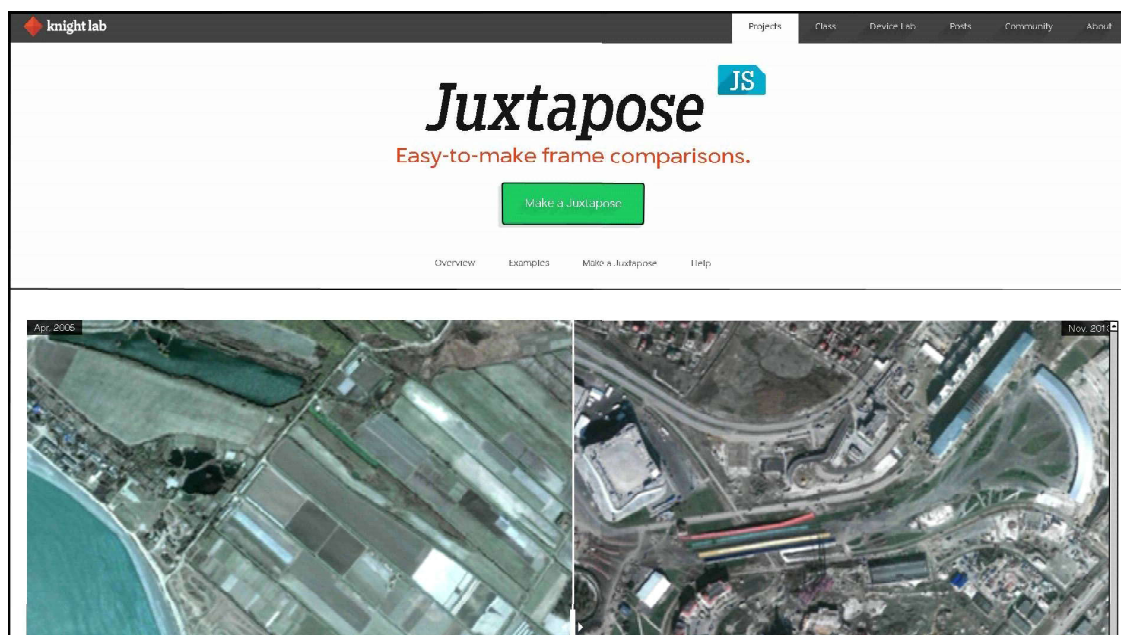 knight lab
Projects Class Device Lab Posts Community About
Juxtapose JS
Easy-to-make frame comparisons.
Make a Juxtapose
Overview Examples Make a Juxtapose Help
Apr. 2005
Nov.